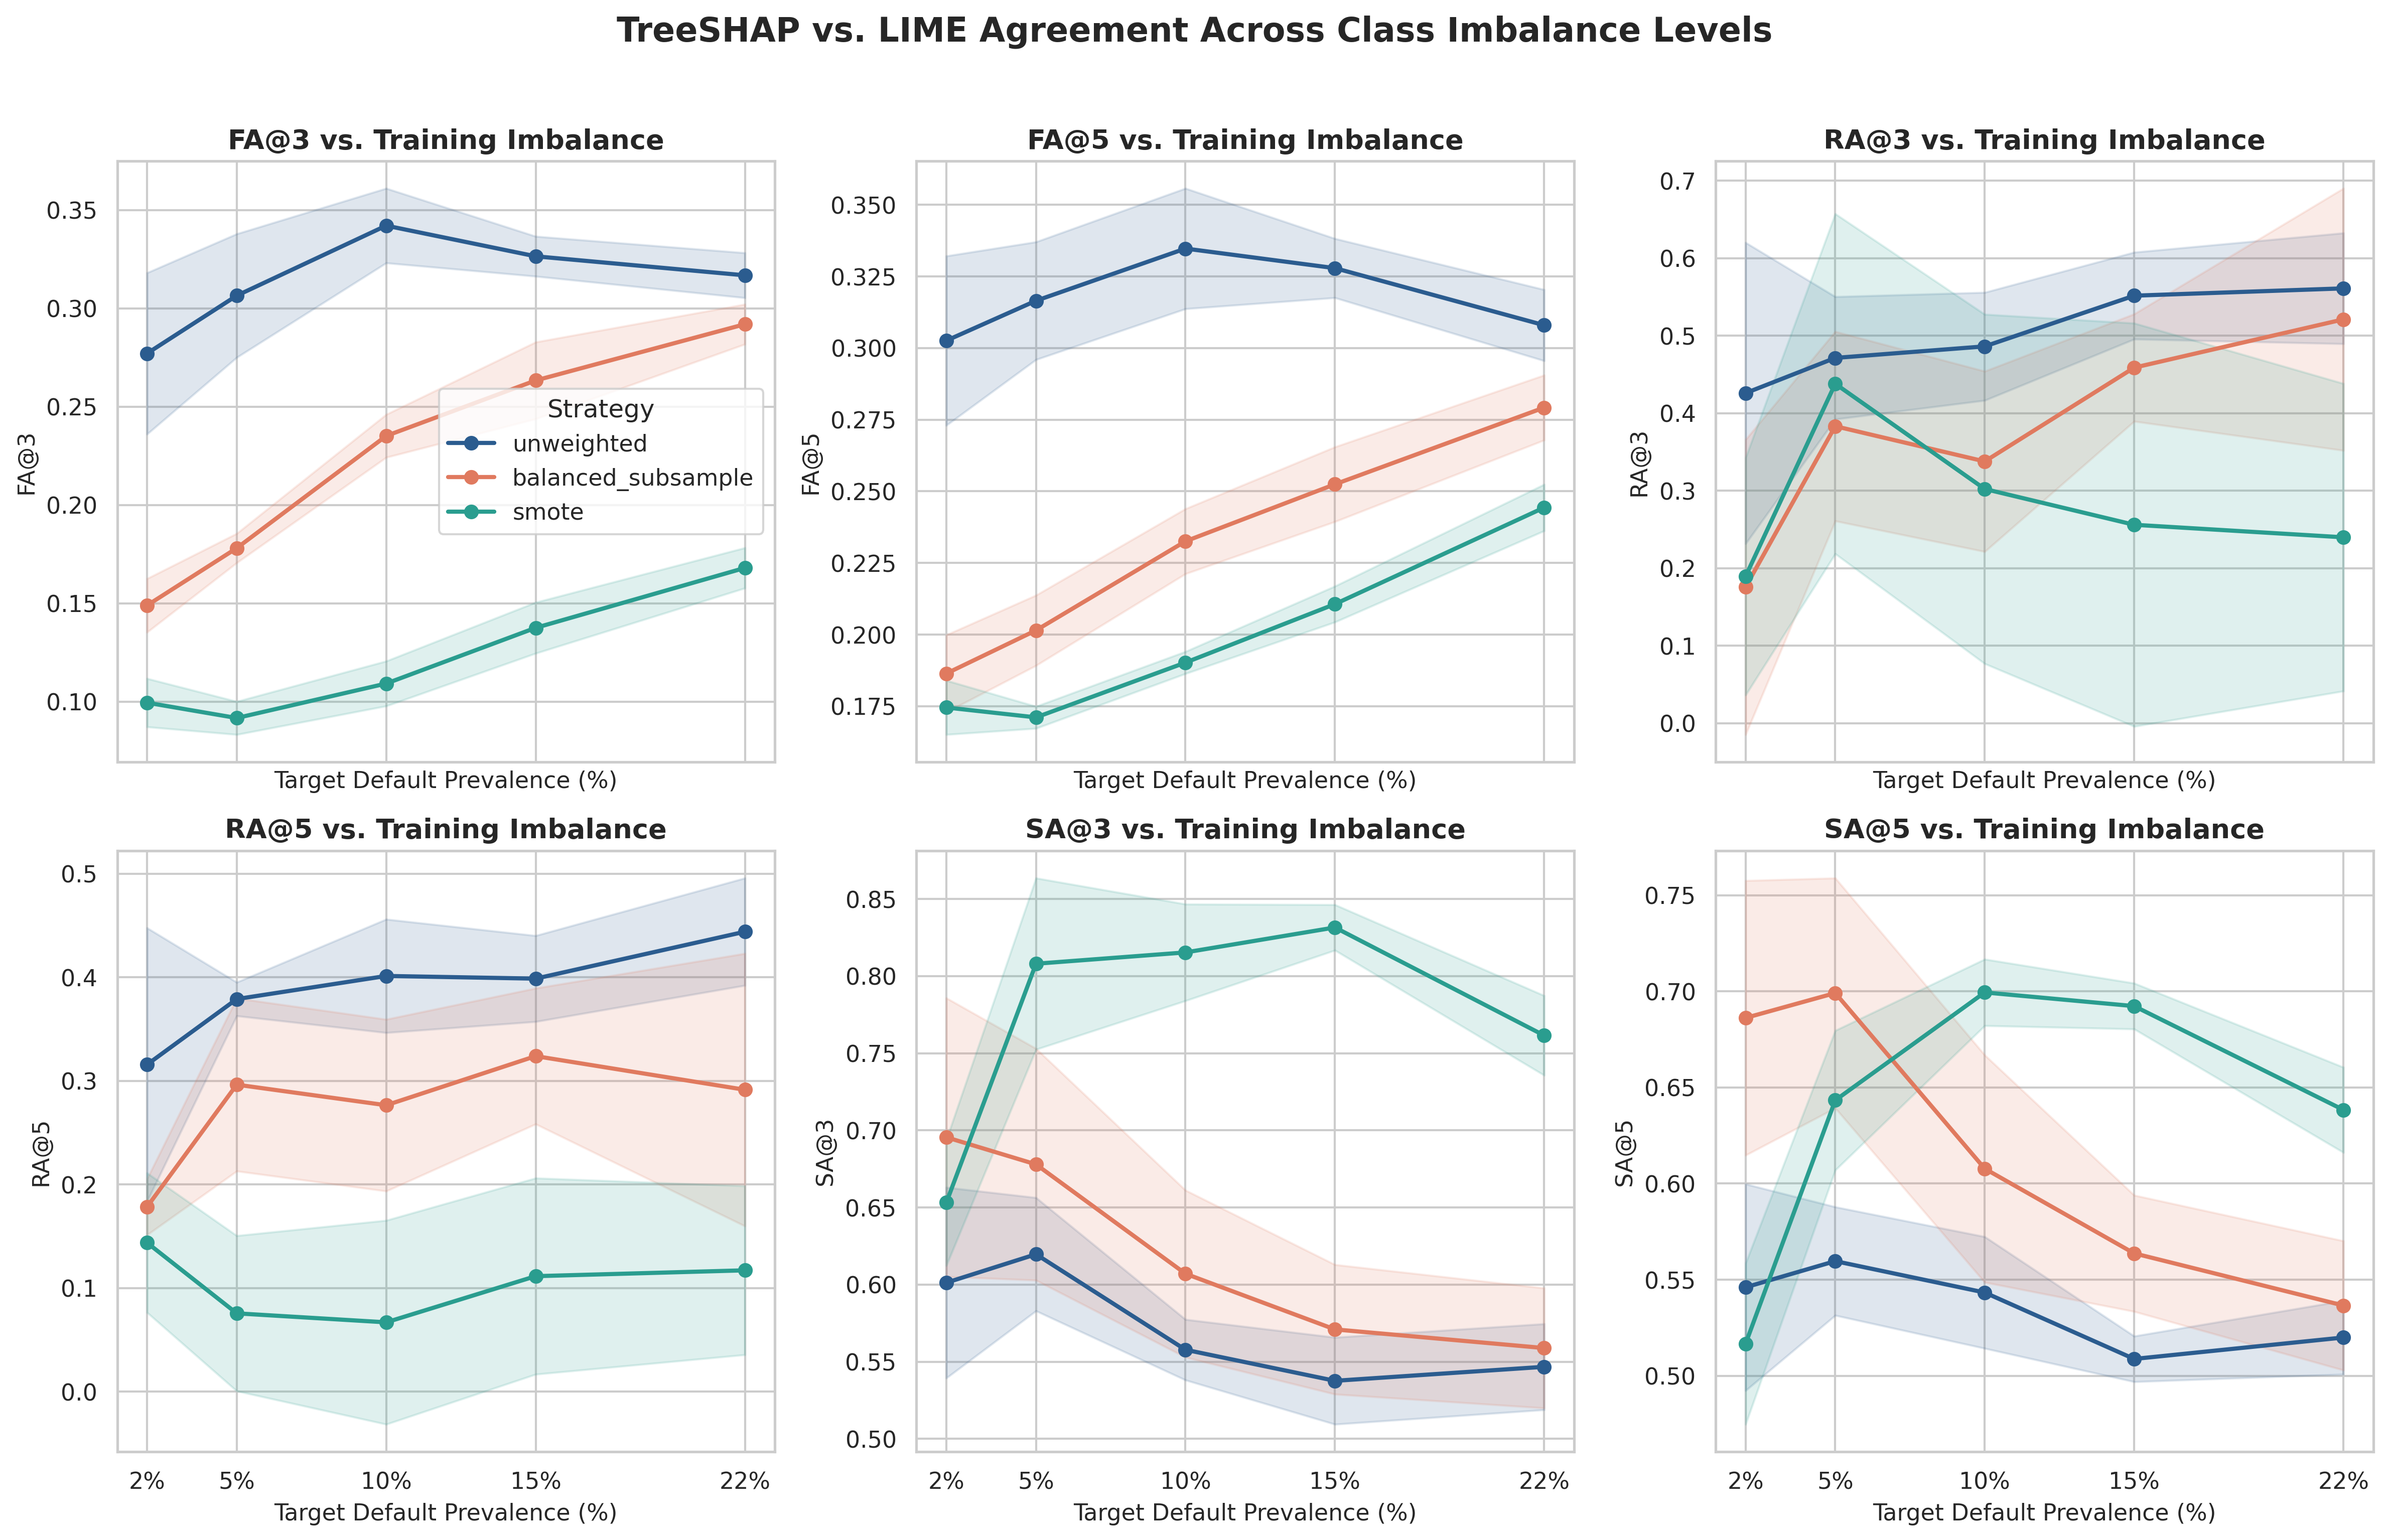 TreeSHAP vs. LIME Agreement Across Class Imbalance Levels
FA@3 vs. Training Imbalance
0.35
0.30
0.25
0.20
0.15
0.10
FA@3
Strategy
unweighted
balanced_subsample
smote
Target Default Prevalence (%)
FA@5 vs. Training Imbalance
0.350
0.325
0.300
0.275
0.250
0.225
0.200
0.175
FA@5
Target Default Prevalence (%)
RA@3 vs. Training Imbalance
0.7
0.6
0.5
0.4
0.3
0.2
0.1
0.0
RA@3
Target Default Prevalence (%)
RA@5 vs. Training Imbalance
0.5
0.4
0.3
0.2
0.1
0.0
RA@5
2% 5% 10% 15% 22%
Target Default Prevalence (%)
SA@3 vs. Training Imbalance
0.85
0.80
0.75
0.70
0.65
0.60
0.55
0.50
SA@3
2% 5% 10% 15% 22%
Target Default Prevalence (%)
SA@5 vs. Training Imbalance
0.75
0.70
0.65
0.60
0.55
0.50
SA@5
2% 5% 10% 15% 22%
Target Default Prevalence (%)